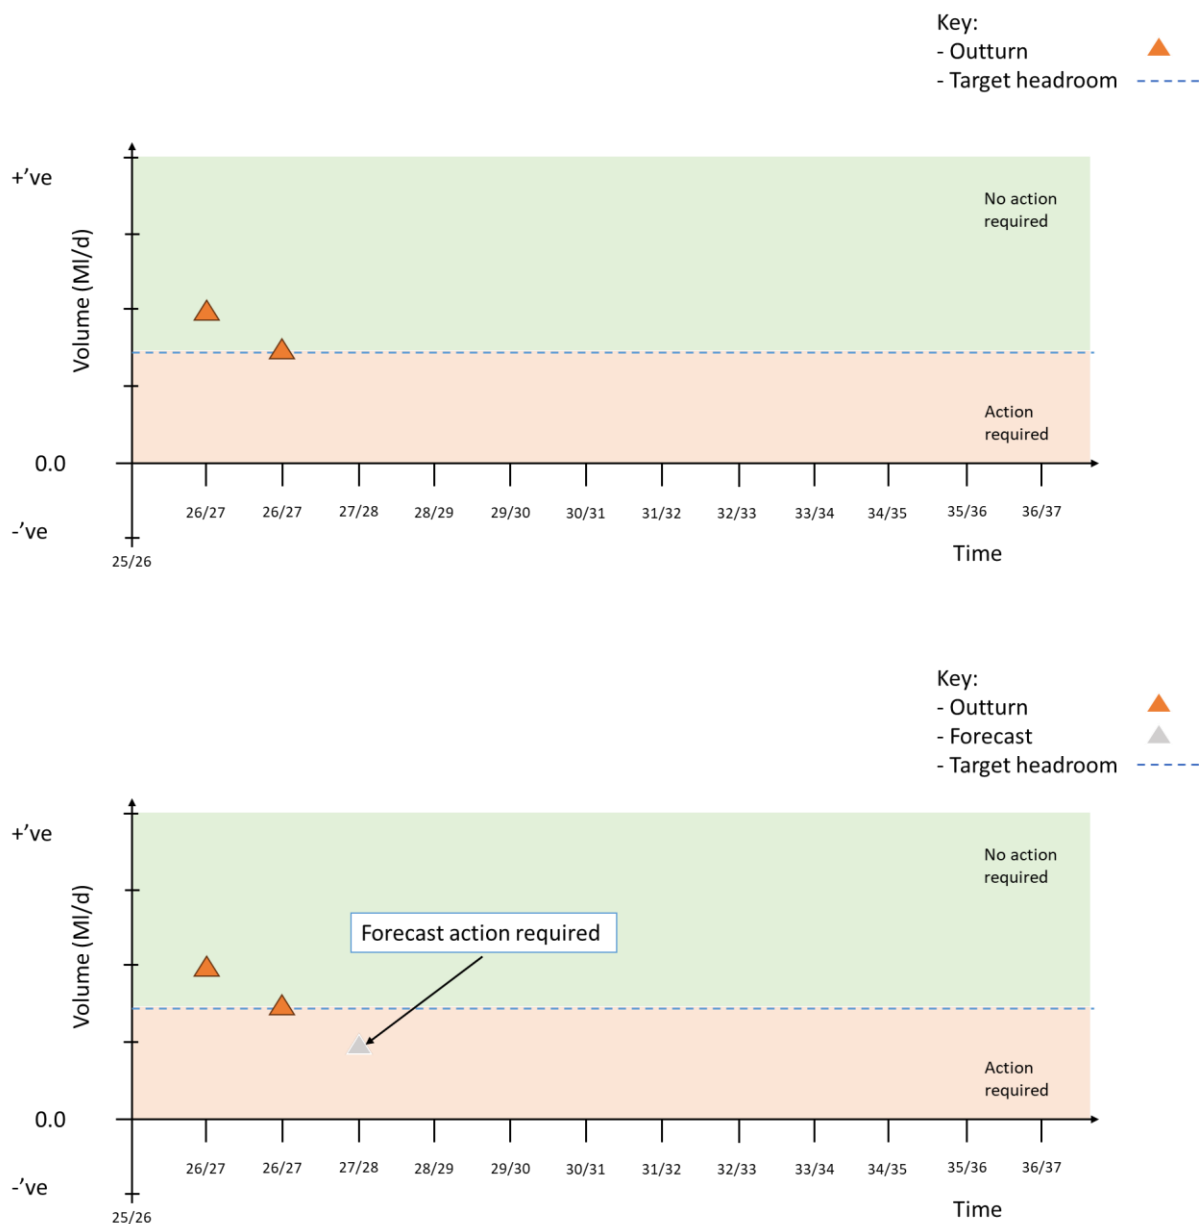 Key:
- Outturn
- Target headroom
+'ve
Volume (Ml/d)
No action
required
Action
required
0.0
-'ve
26/27 26/27 27/28 28/29 29/30 30/31 31/32 32/33 33/34 34/35 35/36 36/37
25/26
Time
Key:
- Outturn
- Forecast
- Target headroom
+'ve
Volume (Ml/d)
No action
required
Forecast action required
Action
required
0.0
-'ve
26/27 26/27 27/28 28/29 29/30 30/31 31/32 32/33 33/34 34/35 35/36 36/37
25/26
Time